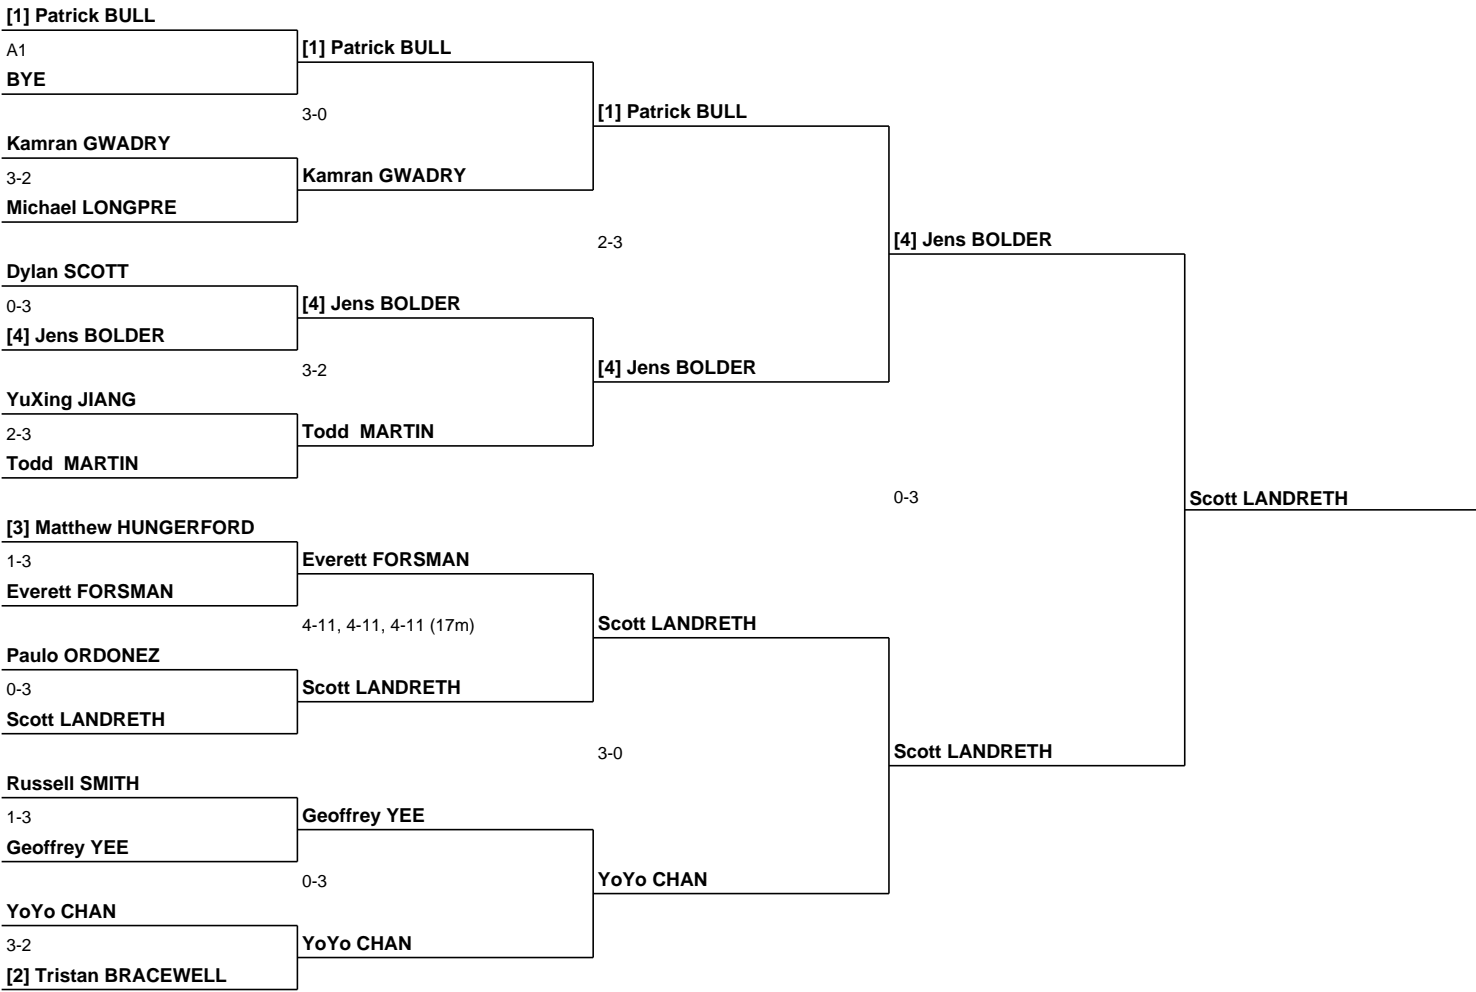 [1] Patrick BULL
A1
BYE
Kamran GWADRY
3-2
Michael LONGPRE
Dylan SCOTT
0-3
[4] Jens BOLDER
YuXing JIANG
2-3
Todd  MARTIN
[3] Matthew HUNGERFORD
1-3
Everett FORSMAN
Paulo ORDONEZ
0-3
Scott LANDRETH
Russell SMITH
1-3
Geoffrey YEE
YoYo CHAN
3-2
[2] Tristan BRACEWELL
[1] Patrick BULL
3-0
Kamran GWADRY
[4] Jens BOLDER
3-2
Todd  MARTIN
Everett FORSMAN
4-11, 4-11, 4-11 (17m)
Scott LANDRETH
Geoffrey YEE
0-3
YoYo CHAN
[1] Patrick BULL
2-3
[4] Jens BOLDER
Scott LANDRETH
3-0
YoYo CHAN
[4] Jens BOLDER
0-3
Scott LANDRETH
Scott LANDRETH